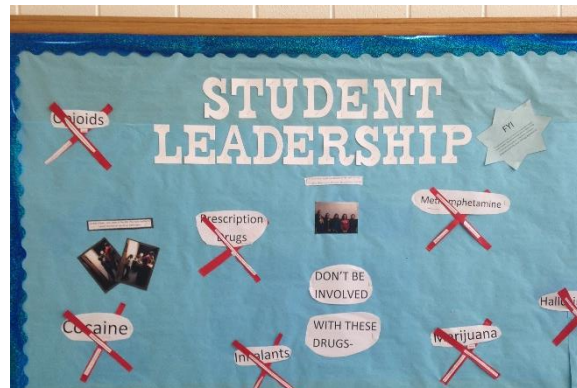 STUDENT
LEADERSHIP
FYI
Opioids
Methamphetamine
Prescription
Drugs
DON'T BE
INVOLVED
WITH THESE
DRUGS-
Cocaine
Inhalants
Marijuana